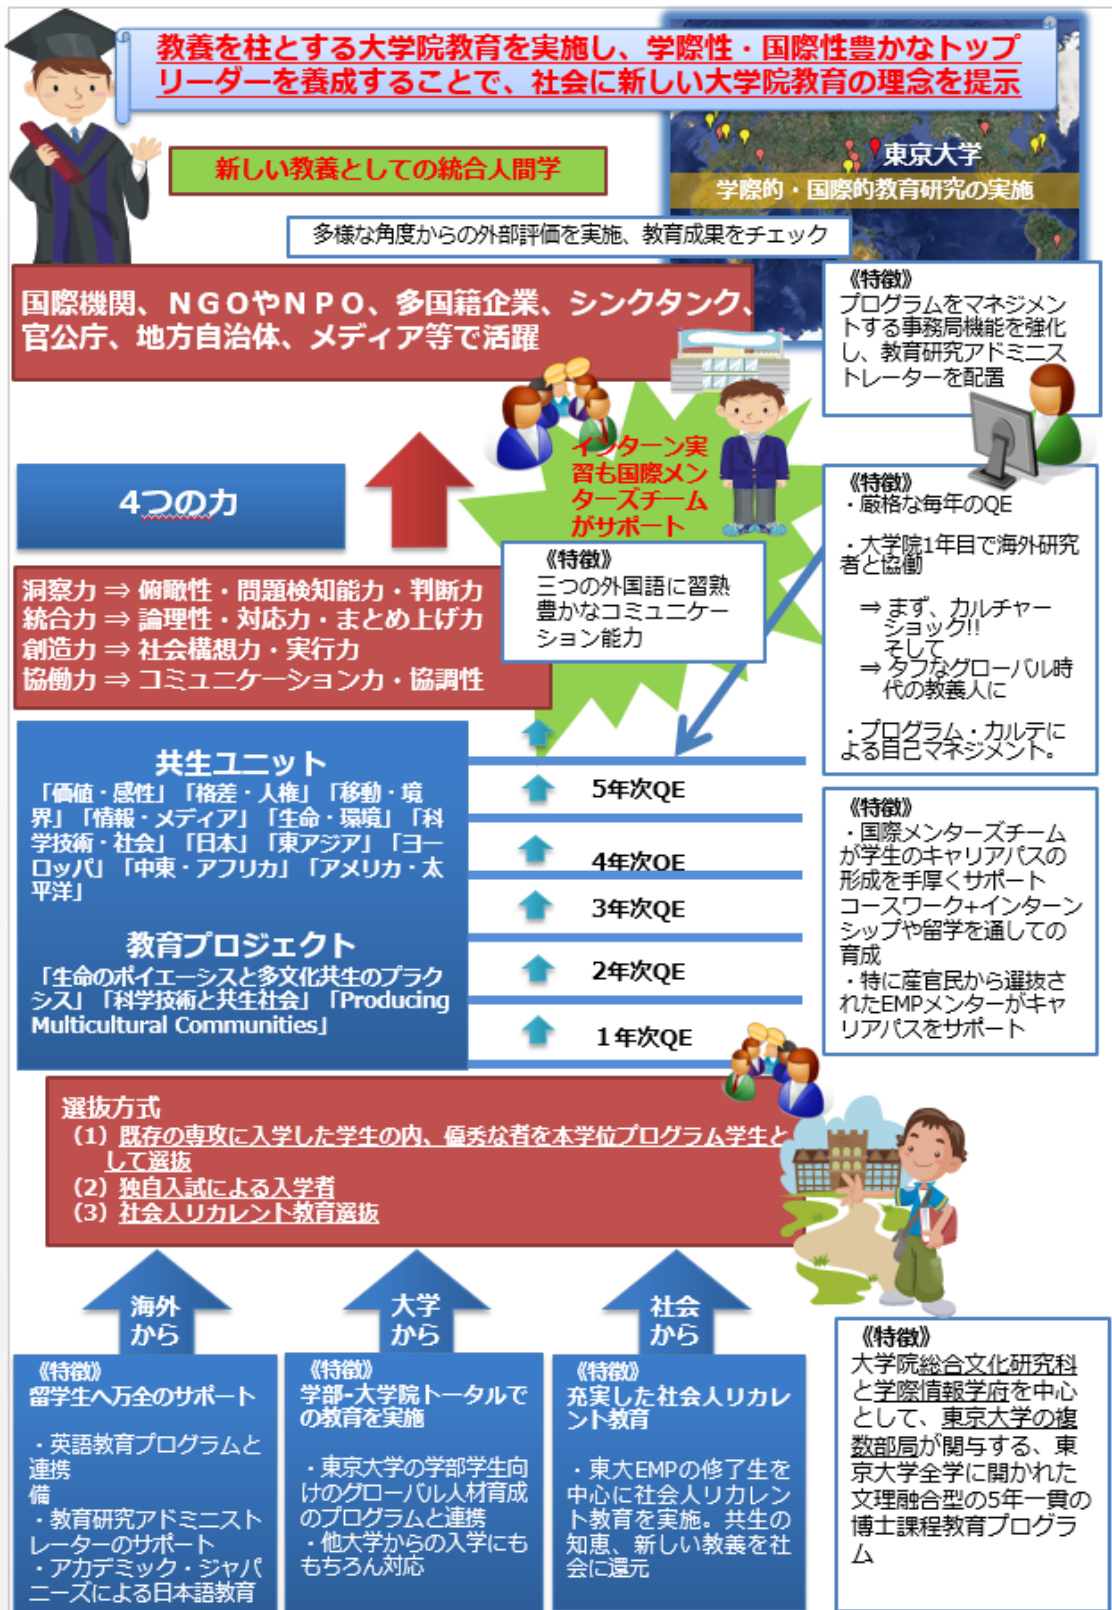 教養を柱とする大学院教育を実施し、学際性・国際性豊かなトップ
リーダーを養成することで、社会に新しい大学院教育の理念を提示
新しい教養としての統合人間学
東京大学
学際的・国際的教育研究の実施
多様な角度からの外部評価を実施、教育成果をチェック
国際機関、ＮＧＯやＮＰＯ、多国籍企業、シンクタンク、
官公庁、地方自治体、メディア等で活躍
《特徴》
プログラムをマネジメン
トする事務局機能を強化
し、教育研究アドミニス
トレーターを配置
インターン実
習も国際メン
ターズチーム
がサポート
4つの力
《特徴》
三つの外国語に習熟
豊かなコミュニケー
ション能力
《特徴》
・厳格な毎年のQE
・大学院1年目で海外研究
者と協働
⇒ まず、カルチャー
ショック!!
そして
⇒ タフなグローバル時
代の教養人に
・プログラム・カルテに
よる自己マネジメント。
洞察力 ⇒ 俯瞰性・問題検知能力・判断力
統合力 ⇒ 論理性・対応力・まとめ上げ力
創造力 ⇒ 社会構想力・実行力
協働力 ⇒ コミュニケーション力・協調性
共生ユニット
「価値・感性」「格差・人権」「移動・境
界」「情報・メディア」「生命・環境」「科
学技術・社会」「日本」「東アジア」「ヨー
ロッパ」「中東・アフリカ」「アメリカ・太
平洋」
教育プロジェクト
「生命のポイエーシスと多文化共生のプラク
シス」「科学技術と共生社会」「Producing
Multicultural Communities」
5年次QE
4年次QE
3年次QE
2年次QE
1年次QE
《特徴》
・国際メンターズチーム
が学生のキャリアパスの
形成を手厚くサポート
コースワーク+インターン
シップや留学を通しての
育成
・特に産官民から選抜さ
れたEMPメンターがキャ
リアパスをサポート
選抜方式
（1）既存の専攻に入学した学生の内、優秀な者を本学位プログラム学生と
して選抜
（2）独自入試による入学者
（3）社会人リカレント教育選抜
海外
から
大学
から
社会
から
《特徴》
留学生へ万全のサポート
・英語教育プログラムと
連携
備
・教育研究アドミニスト
レーターのサポート
・アカデミック・ジャパ
ニーズによる日本語教育
《特徴》
学部-大学院トータルで
の教育を実施
・東京大学の学部学生向
けのグローバル人材育成
のプログラムと連携
・他大学からの入学にも
もちろん対応
《特徴》
充実した社会人リカレ
ント教育
・東大EMPの修了生を
中心に社会人リカレン
ト教育を実施。共生の
知恵、新しい教養を社
会に還元
《特徴》
大学院総合文化研究科
と学際情報学府を中心
として、東京大学の複
数部局が関与する、東
京大学全学に開かれた
文理融合型の5年一貫の
博士課程教育プログラ
ム